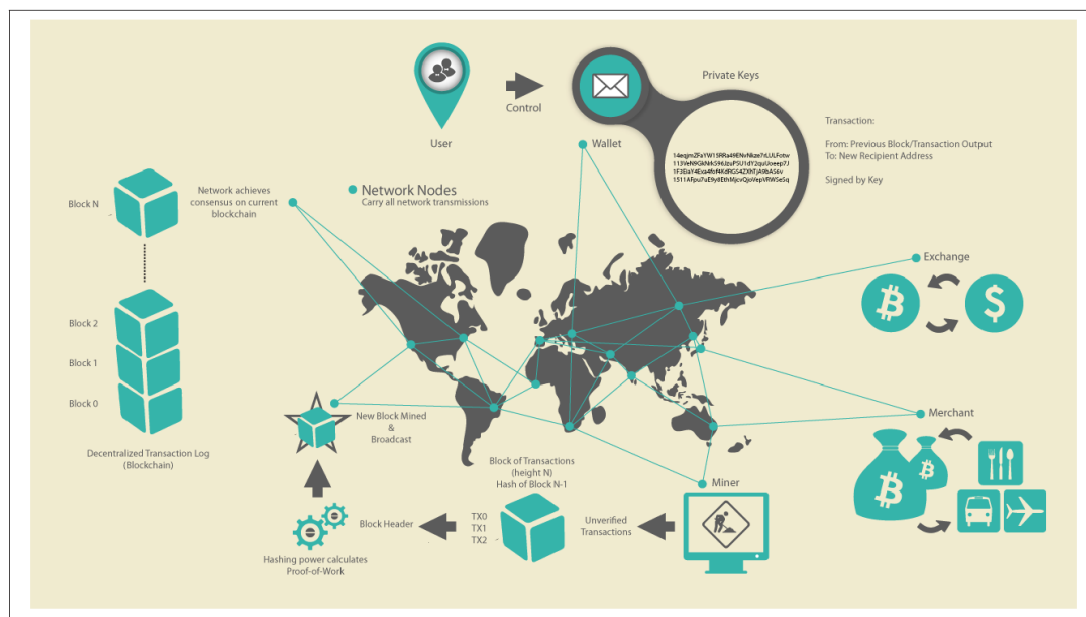 User
Control
Wallet
Private Keys
Transaction:
From: Previous Block/Transaction Output
To: New Recipient Address
Signed by Key
Block N
Network achieves
consensus on current
blockchain
Network Nodes
Carry all network transmissions
Exchange
Block 2
Block 1
Block 0
Decentralized Transaction Log
(Blockchain)
New Block Mined
&
Broadcast
Merchant
Block of Transactions
(height N)
Hash of Block N-1
Miner
TX0
TX1
TX2
Block Header
Unverified
Transactions
Hashing power calculates
Proof-of-Work